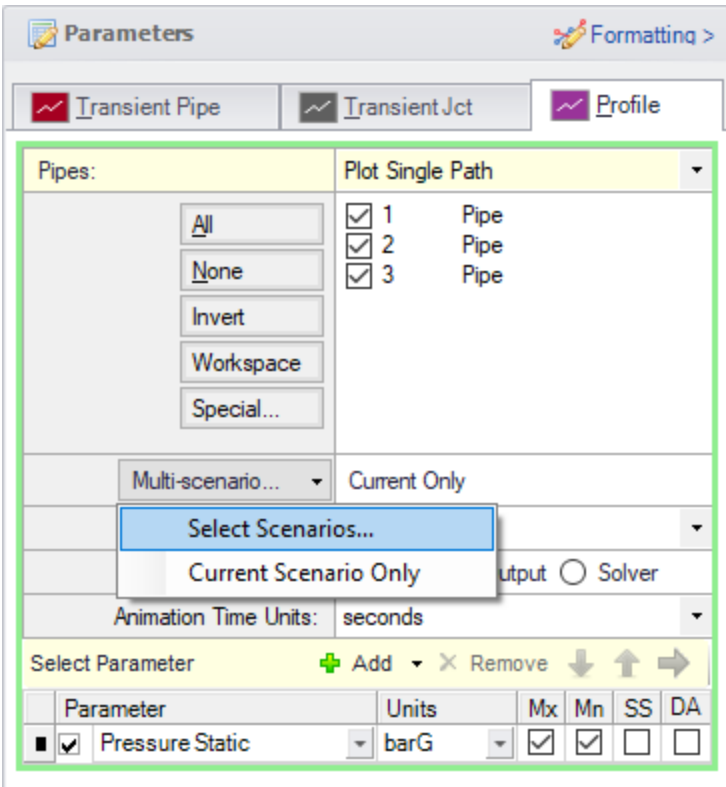 Parameters
Formatting >
Transient Pipe
Transient Jct
Profile
Pipes:
Plot Single Path
All
None
Invert
Workspace
Special...
1 Pipe
2 Pipe
3 Pipe
Multi-scenario...
Current Only
Select Scenarios...
Current Scenario Only
utput
Solver
Animation Time Units:
seconds
Select Parameter
Add
Remove
Parameter
Units
Mx
Mn
SS
DA
Pressure Static
barG